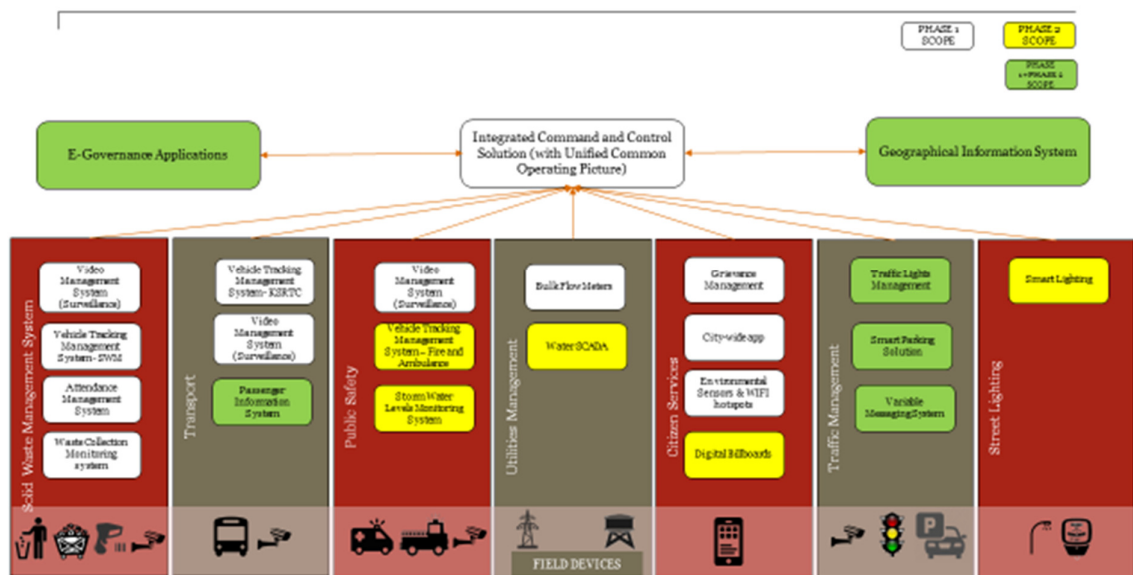 PHASE 1
SCOPE
PHASE 2
SCOPE
PHASE
1+PHASE 2
SCOPE
E-Governance Applications
Integrated Command and Control
Solution (with Unified Common
Operating Picture)
Geographical Information System
Solid Waste Management System
Video
Management
System
(Surveillance)
Vehicle Tracking
Management
System- SWM
Attendance
Management
System
Waste Collection
Monitoring
system
Transport
Vehicle Tracking
Management
System- KSRTC
Video
Management
System
(Surveillance)
Passenger
Information
System
Public Safety
Video
Management
System
(Surveillance)
Vehicle Tracking
Management
System– Fire and
Ambulance
Storm Water
Levels Monitoring
System
Utilities Management
Bulk Flow Meters
Water SCADA
Citizen Services
Grievance
Management
City-wide app
Environmental
Sensors & WIFI
hotspots
Digital Billboards
Traffic Management
Traffic Lights
Management
Smart Parking
Solution
Variable
Messaging System
Street Lighting
Smart Lighting
P
FIELD DEVICES